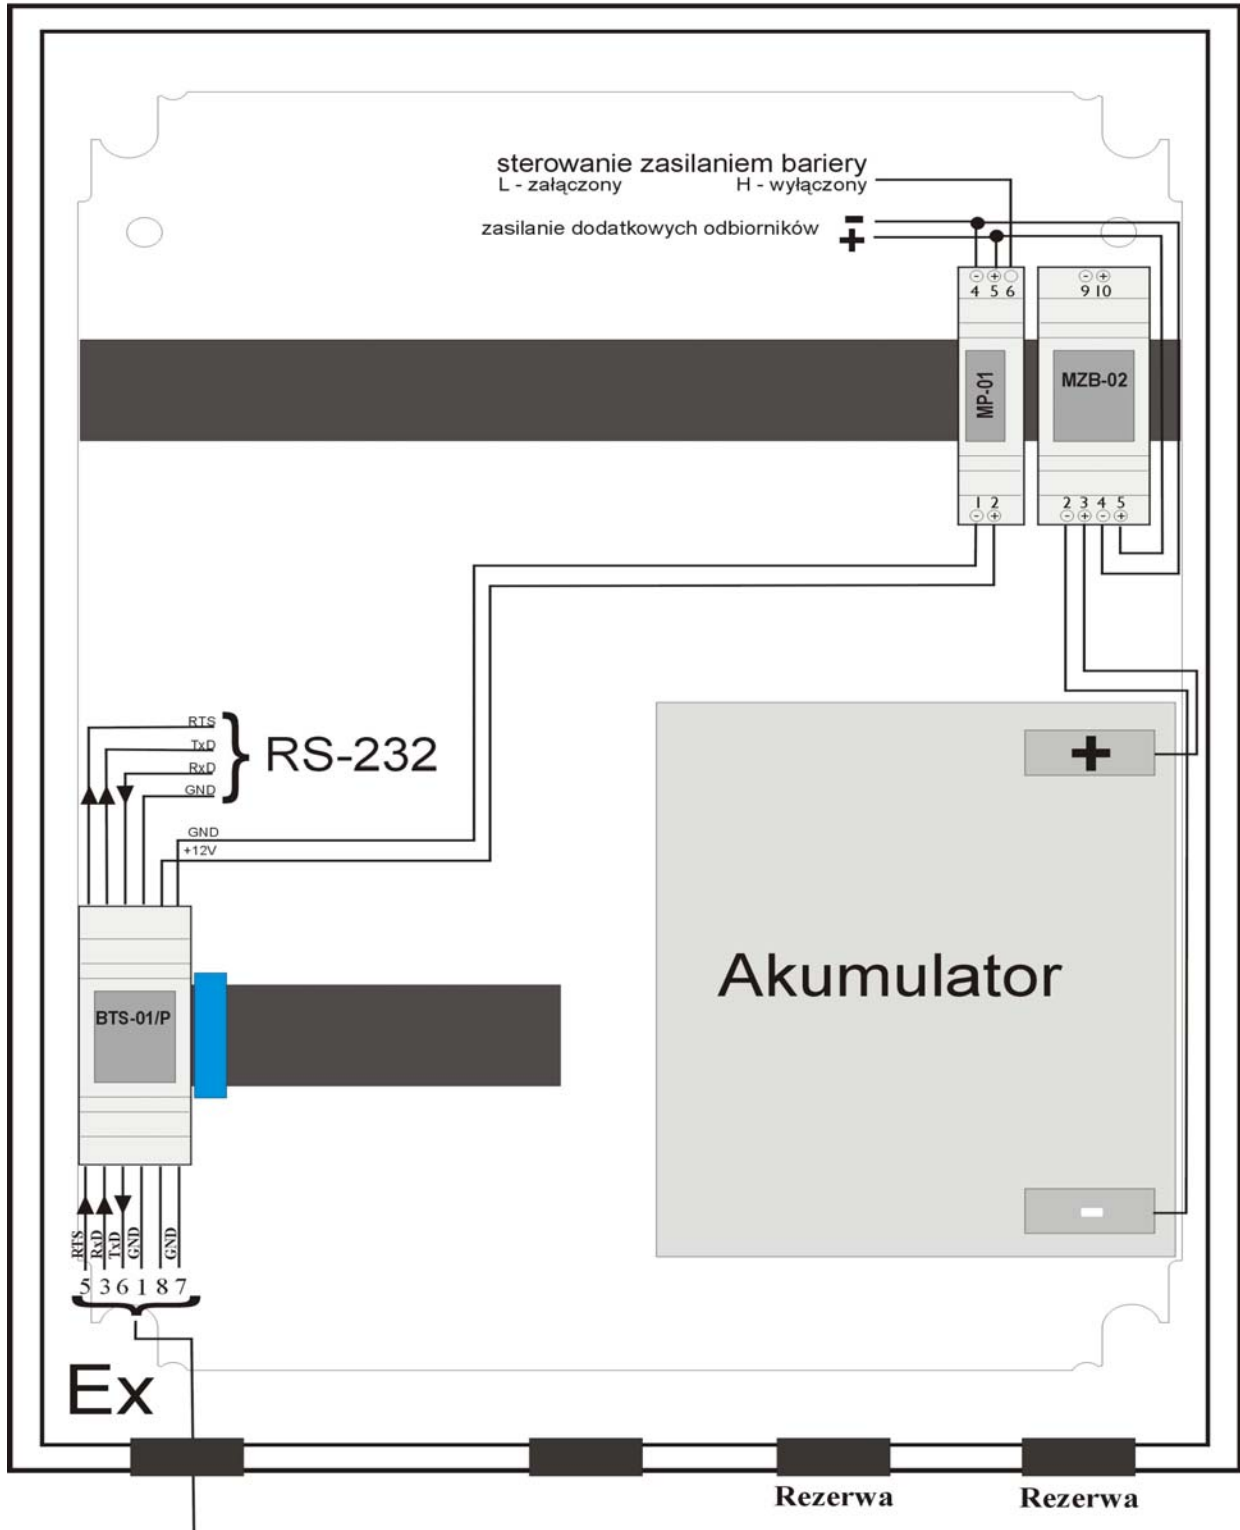 sterowanie zasilaniem bariery
L - załączony H - wyłączony
zasilanie dodatkowych odbiorników
-
+
- + 
4 5 6
- +
9 10
MP-01
MZB-02
1 2
- +
2 3 4 5
- + - +
RTS
TxD
RxD
GND
} RS-232
GND
+12V
+
Akumulator
-
BTS-01/P
RTS
RxD
TxD
GND
GND
5 3 6 1 8 7
Ex
Rezerwa
Rezerwa